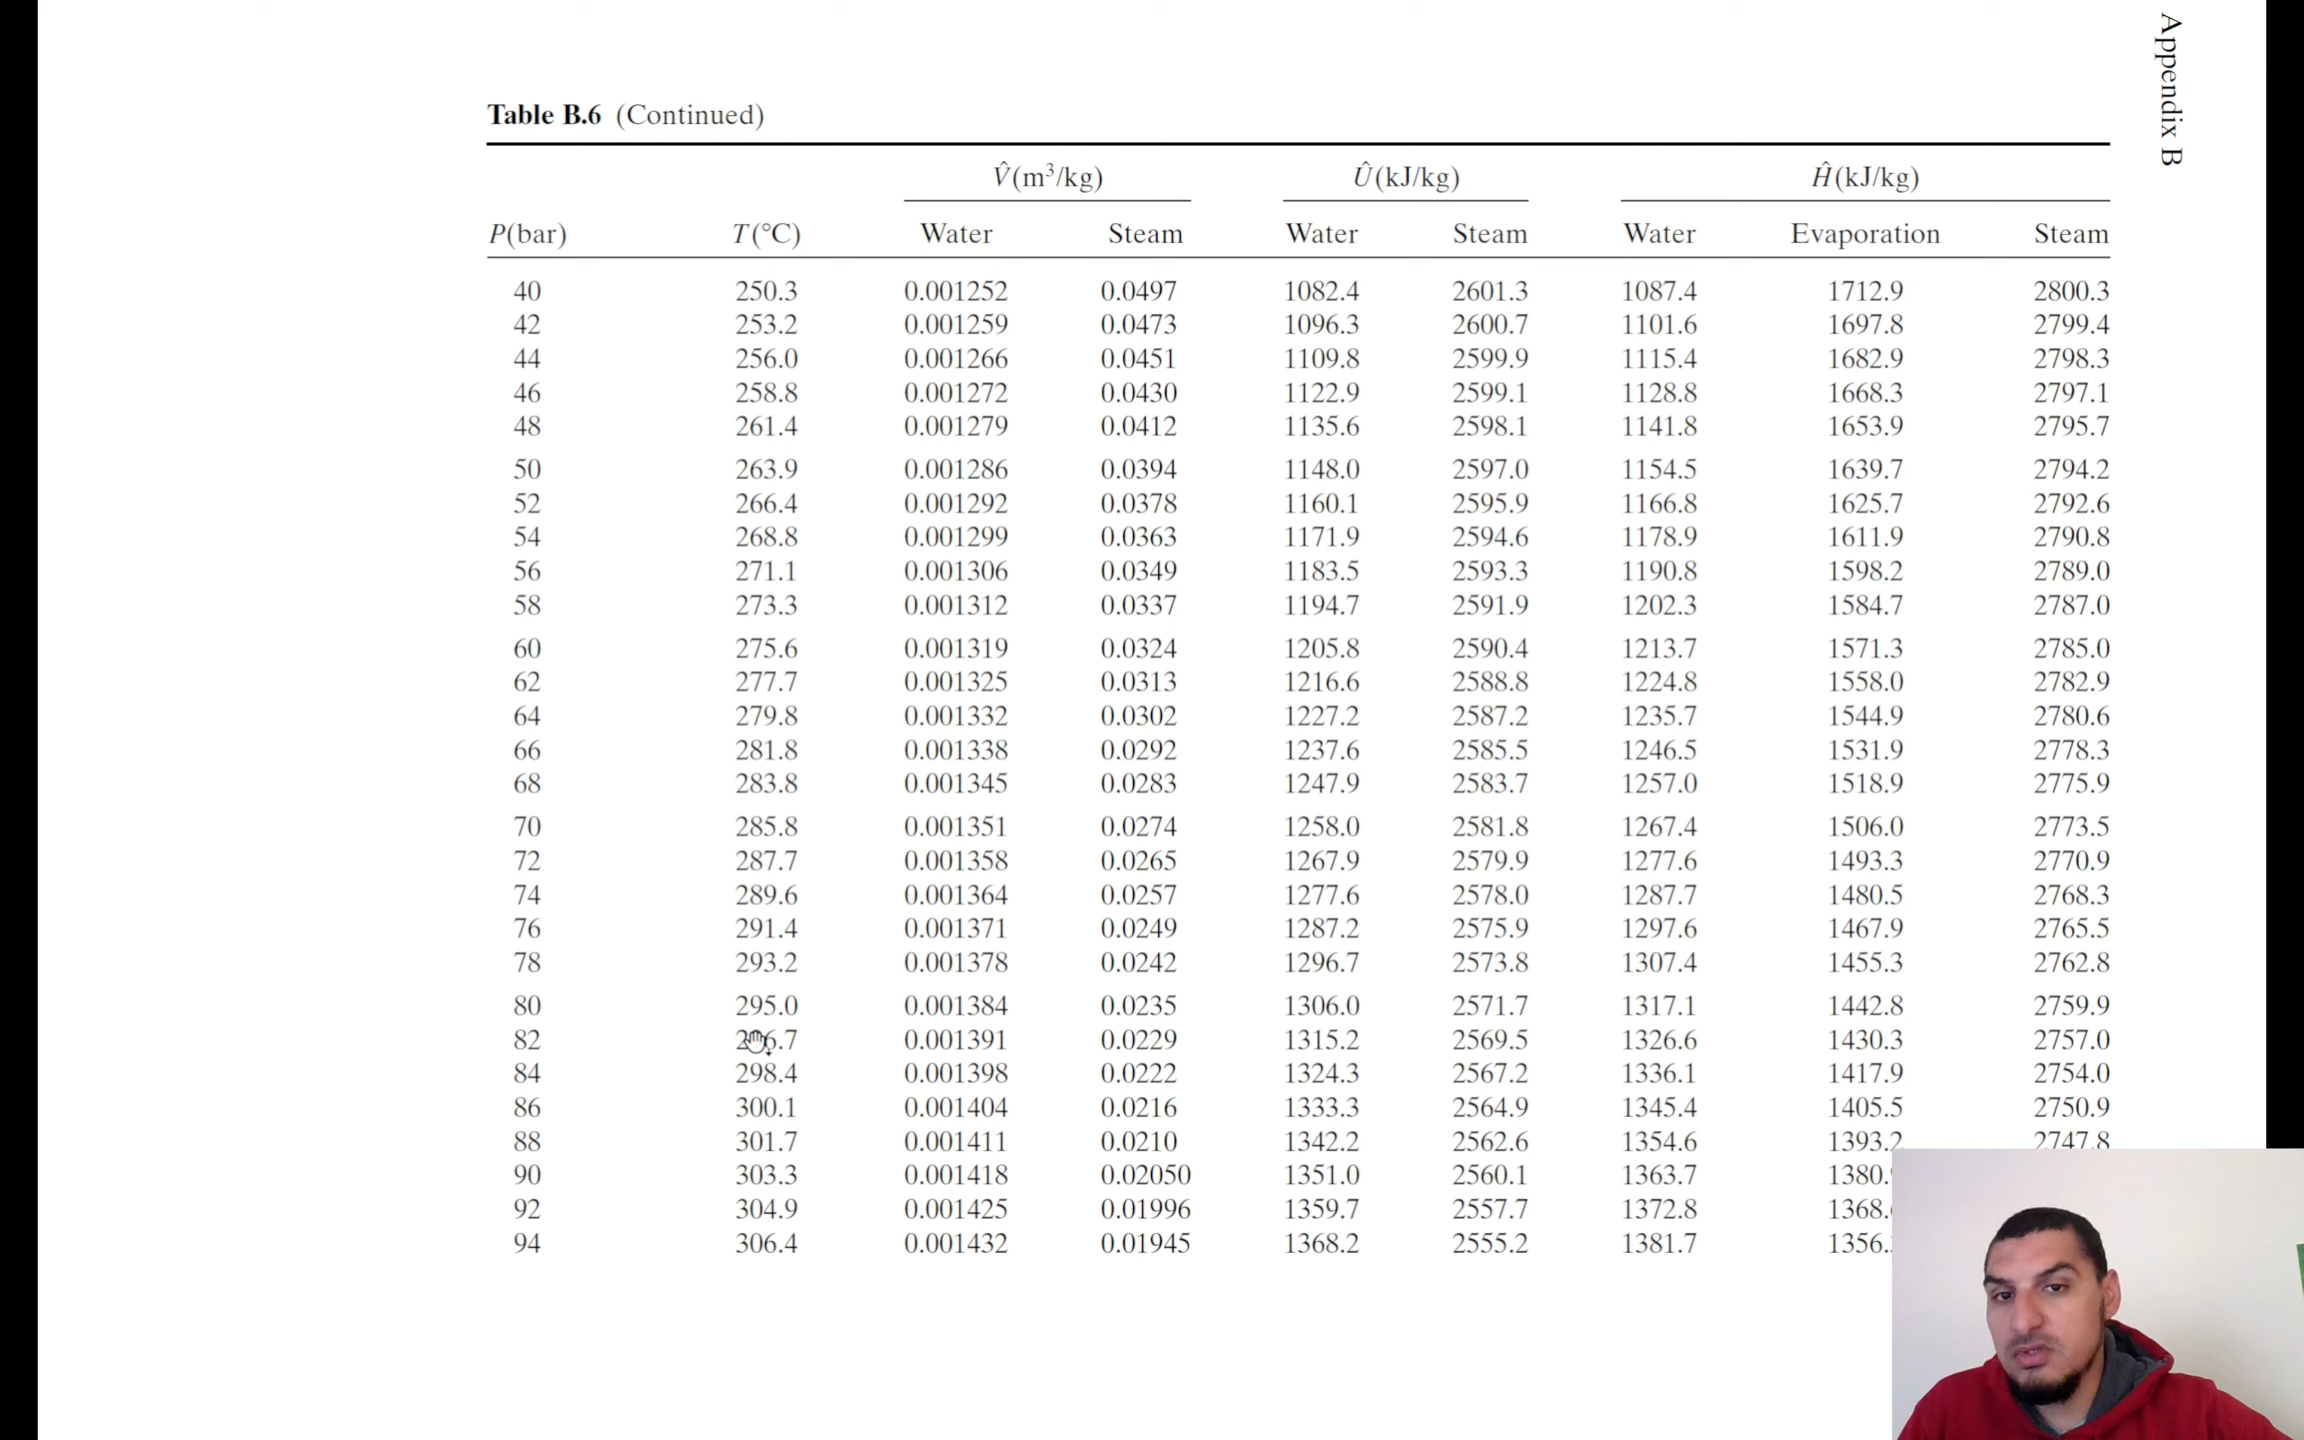 Appendix B
Table B.6 (Continued)
V̂(m³/kg) Û(kJ/kg) Ĥ(kJ/kg)
P(bar) T(°C) Water Steam Water Steam Water Evaporation Steam
40 250.3 0.001252 0.0497 1082.4 2601.3 1087.4 1712.9 2800.3
42 253.2 0.001259 0.0473 1096.3 2600.7 1101.6 1697.8 2799.4
44 256.0 0.001266 0.0451 1109.8 2599.9 1115.4 1682.9 2798.3
46 258.8 0.001272 0.0430 1122.9 2599.1 1128.8 1668.3 2797.1
48 261.4 0.001279 0.0412 1135.6 2598.1 1141.8 1653.9 2795.7
50 263.9 0.001286 0.0394 1148.0 2597.0 1154.5 1639.7 2794.2
52 266.4 0.001292 0.0378 1160.1 2595.9 1166.8 1625.7 2792.6
54 268.8 0.001299 0.0363 1171.9 2594.6 1178.9 1611.9 2790.8
56 271.1 0.001306 0.0349 1183.5 2593.3 1190.8 1598.2 2789.0
58 273.3 0.001312 0.0337 1194.7 2591.9 1202.3 1584.7 2787.0
60 275.6 0.001319 0.0324 1205.8 2590.4 1213.7 1571.3 2785.0
62 277.7 0.001325 0.0313 1216.6 2588.8 1224.8 1558.0 2782.9
64 279.8 0.001332 0.0302 1227.2 2587.2 1235.7 1544.9 2780.6
66 281.8 0.001338 0.0292 1237.6 2585.5 1246.5 1531.9 2778.3
68 283.8 0.001345 0.0283 1247.9 2583.7 1257.0 1518.9 2775.9
70 285.8 0.001351 0.0274 1258.0 2581.8 1267.4 1506.0 2773.5
72 287.7 0.001358 0.0265 1267.9 2579.9 1277.6 1493.3 2770.9
74 289.6 0.001364 0.0257 1277.6 2578.0 1287.7 1480.5 2768.3
76 291.4 0.001371 0.0249 1287.2 2575.9 1297.6 1467.9 2765.5
78 293.2 0.001378 0.0242 1296.7 2573.8 1307.4 1455.3 2762.8
80 295.0 0.001384 0.0235 1306.0 2571.7 1317.1 1442.8 2759.9
82 0.001391 0.0229 1315.2 2569.5 1326.6 1430.3 2757.0
84 298.4 0.001398 0.0222 1324.3 2567.2 1336.1 1417.9 2754.0
86 300.1 0.001404 0.0216 1333.3 2564.9 1345.4 1405.5 2750.9
88 301.7 0.001411 0.0210 1342.2 2562.6 1354.6 1393.2 2747.8
90 303.3 0.001418 0.02050 1351.0 2560.1 1363.7 1380.
92 304.9 0.001425 0.01996 1359.7 2557.7 1372.8 1368.
94 306.4 0.001432 0.01945 1368.2 2555.2 1381.7 1356.